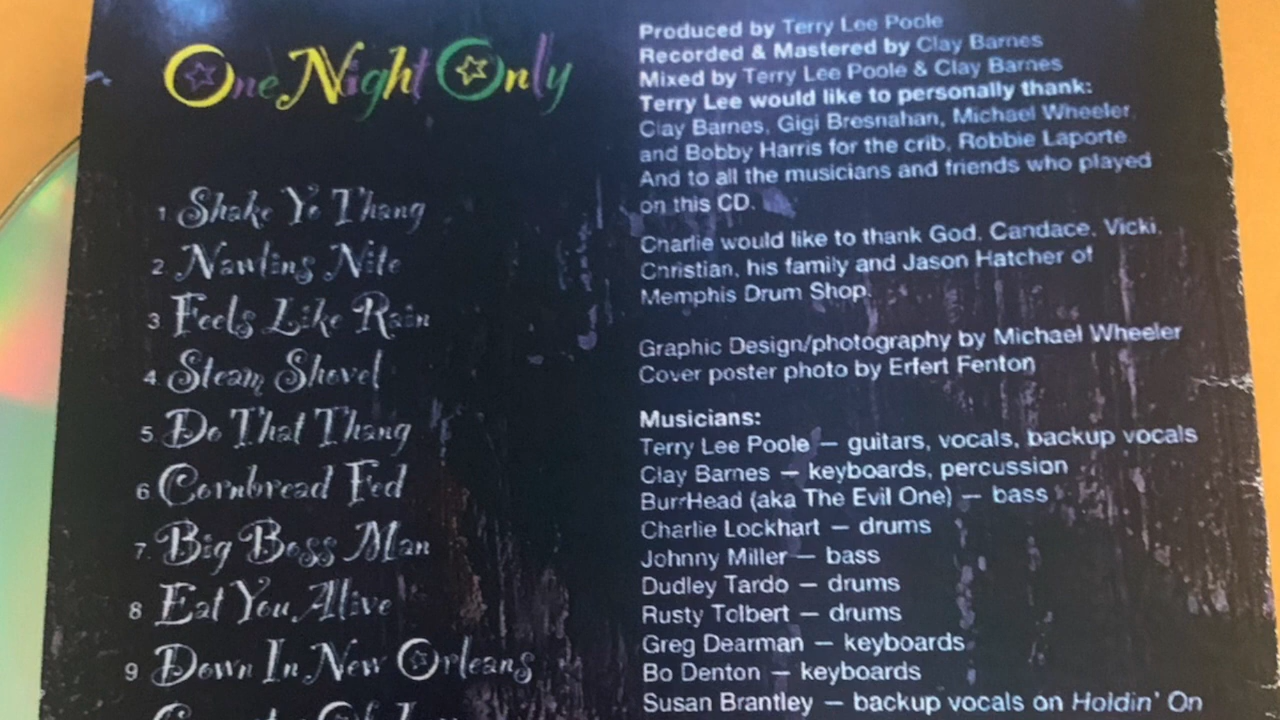 One Night Only
1 Shake Yo Thang
2 Nawlins Nite
3 Feels Like Rain
4 Steam Shovel
5 Do That Thang
6 Cornbread Fed
7 Big Boss Man
8 Eat You Alive
9 Down In New Orleans
Produced by Terry Lee Poole
Recorded & Mastered by Clay Barnes
Mixed by Terry Lee Poole & Clay Barnes
Terry Lee would like to personally thank:
Clay Barnes, Gigi Bresnahan, Michael Wheeler,
and Bobby Harris for the crib, Robbie Laporte
And to all the musicians and friends who played
on this CD.
Charlie would like to thank God, Candace, Vicki,
Christian, his family and Jason Hatcher of
Memphis Drum Shop.
Graphic Design/photography by Michael Wheeler
Cover poster photo by Erfert Fenton
Musicians:
Terry Lee Poole — guitars, vocals, backup vocals
Clay Barnes — keyboards, percussion
BurrHead (aka The Evil One) — bass
Charlie Lockhart — drums
Johnny Miller — bass
Dudley Tardo — drums
Rusty Tolbert — drums
Greg Dearman — keyboards
Bo Denton — keyboards
Susan Brantley — backup vocals on Holdin' On